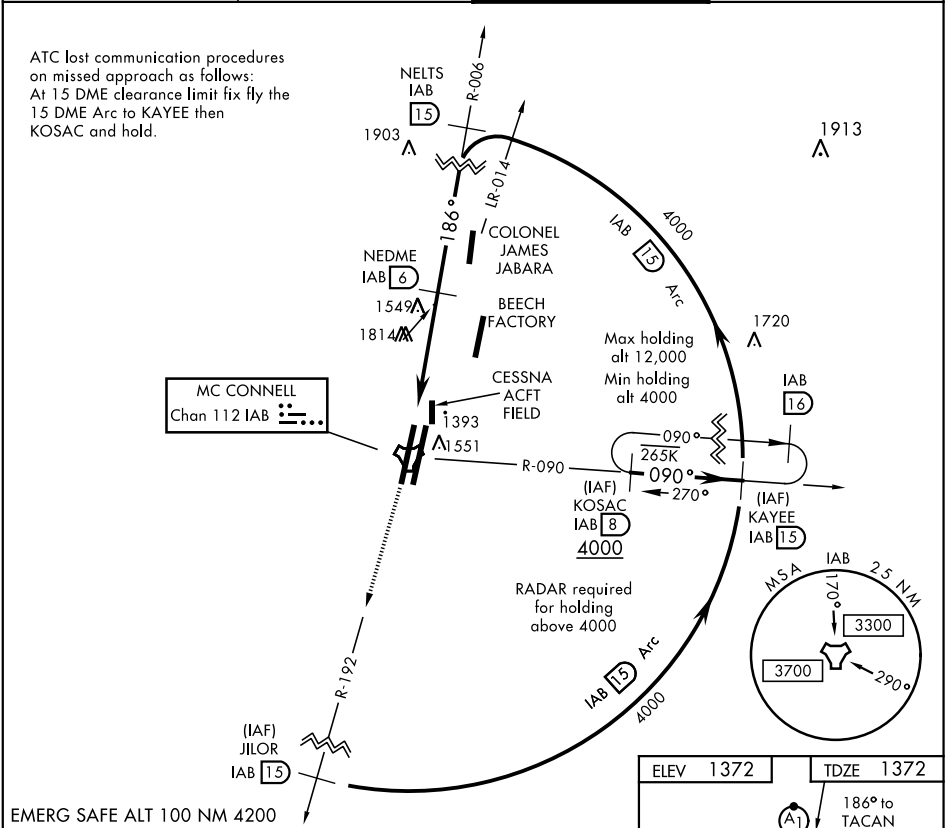 ATC lost communication procedures
on missed approach as follows:
At 15 DME clearance limit fix fly the
15 DME Arc to KAYEE then
KOSAC and hold.
NELTS
IAB
15
R-006
1903
1913
LR-014
186°
COLONEL
JAMES
JABARA
IAB 15 Arc
4000
NEDME
IAB 6
1549
1814
BEECH
FACTORY
1720
Max holding
alt 12,000
Min holding
alt 4000
MC CONNELL
Chan 112 IAB
CESSNA
ACFT
FIELD
1393
1551
IAB
16
090°
265K
R-090
090°
270°
(IAF)
KOSAC
IAB 8
4000
(IAF)
KAYEE
IAB 15
RADAR required
for holding
above 4000
MSA IAB 25 NM
170°
3300
3700
290°
R-192
IAB 15 Arc
4000
(IAF)
JILOR
IAB 15
EMERG SAFE ALT 100 NM 4200
ELEV 1372
TDZE 1372
A1
186° to
TACAN